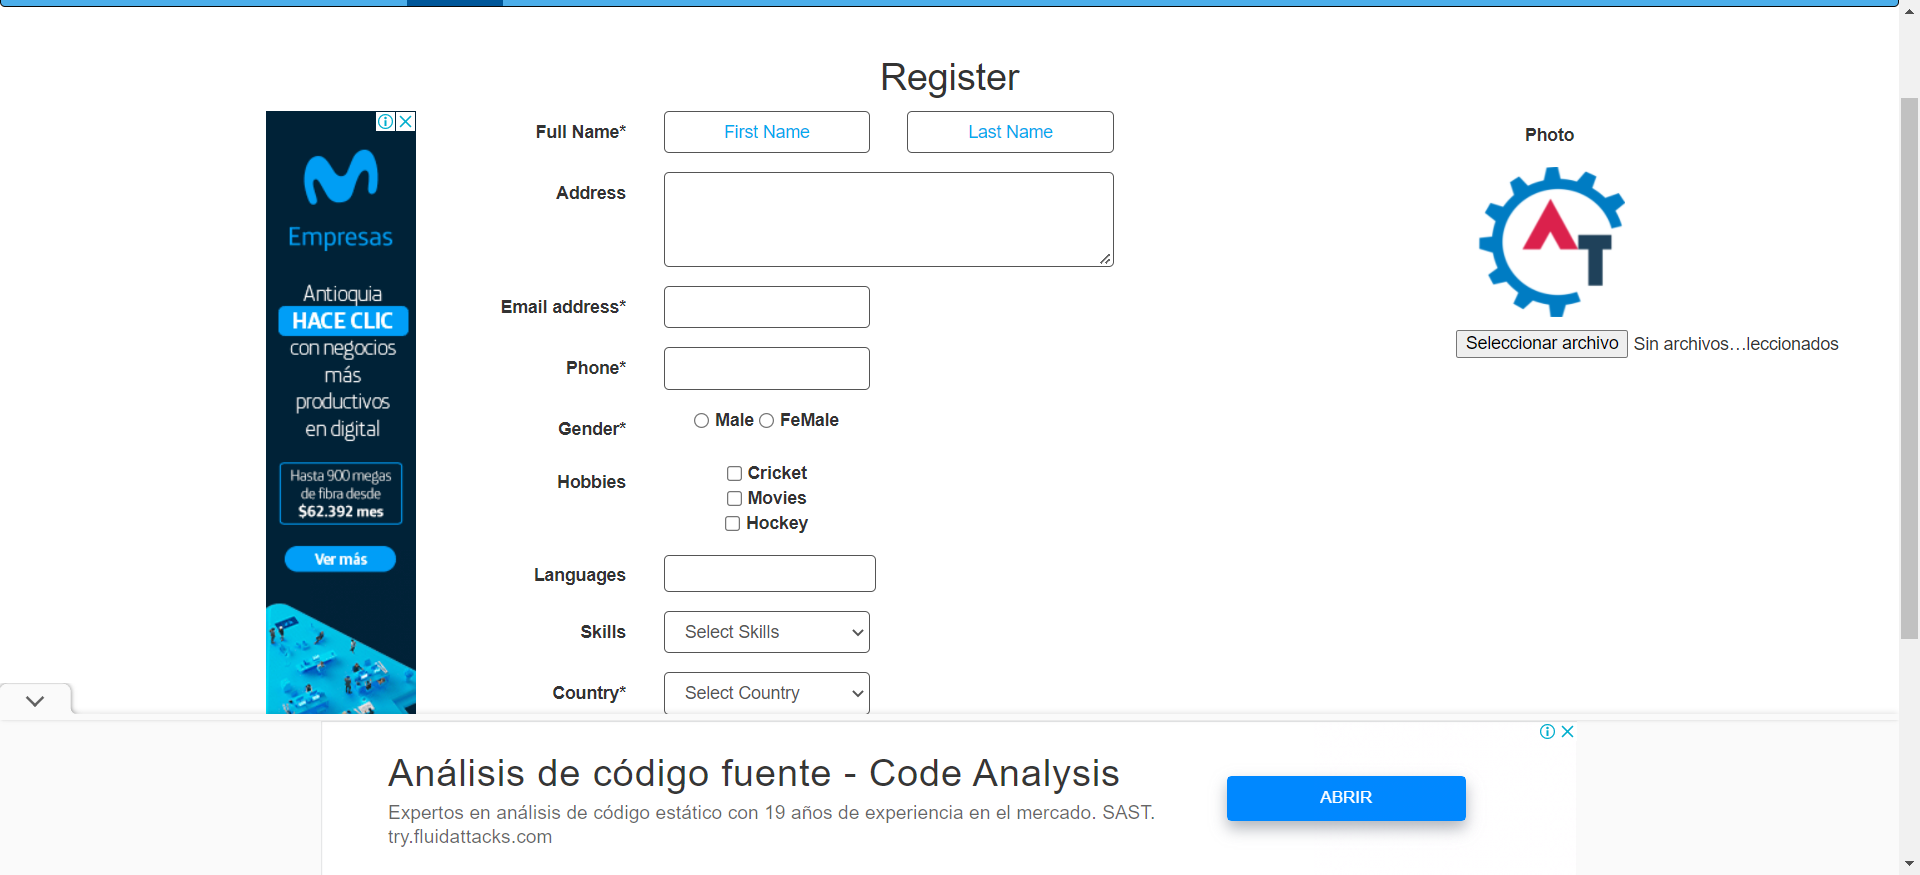 Register
Full Name*
First Name
Last Name
Photo
Address
AT
Seleccionar archivo Sin archivos…leccionados
Email address*
Phone*
Gender*
Male
FeMale
Hobbies
Cricket
Movies
Hockey
Languages
Skills
Select Skills
Country*
Select Country
Empresas
Antioquia
HACE CLIC
con negocios
más
productivos
en digital
Hasta 900 megas
de fibra desde
$62.392 mes
Ver más
Análisis de código fuente - Code Analysis
Expertos en análisis de código estático con 19 años de experiencia en el mercado. SAST.
try.fluidattacks.com
ABRIR